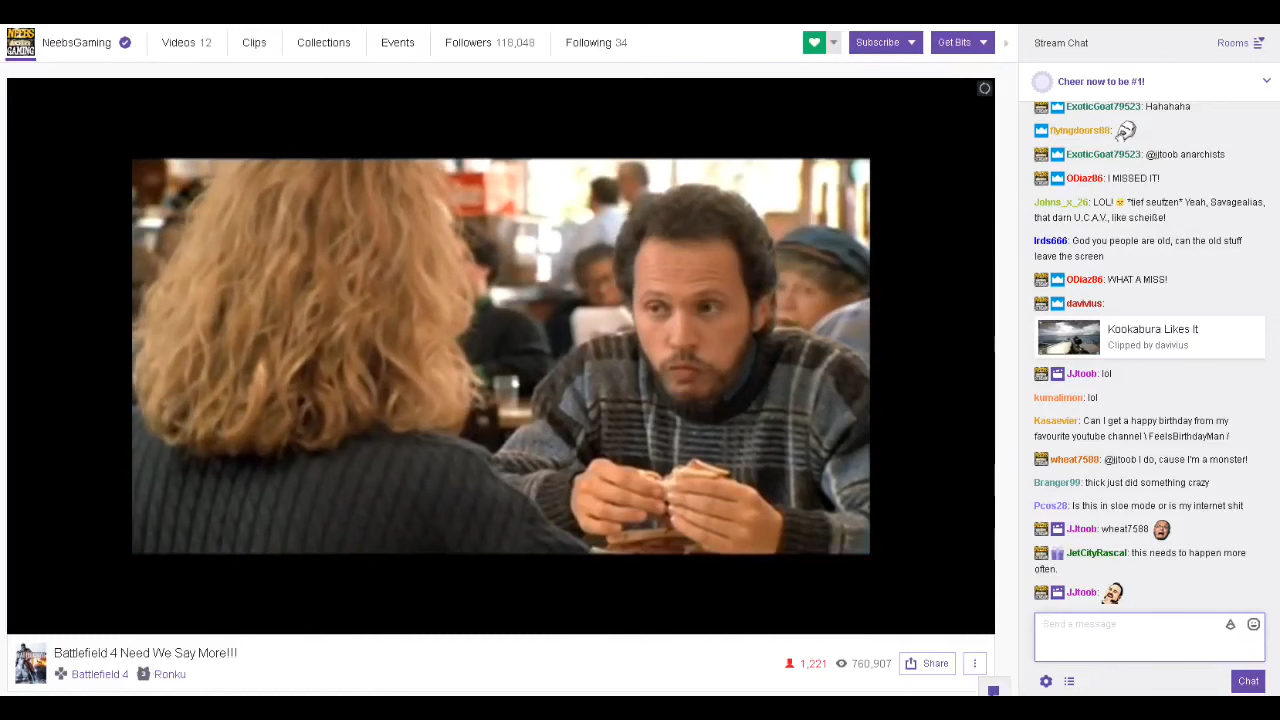 NEEBS
GAMING
NeebsGaming
Videos 12
Clips
Collections
Events
Followers 118,048
Following 34
Subscribe
Get Bits
Stream Chat
Rooms
Cheer now to be #1!
ExoticGoat79523: Hahahaha
flyingdoors88:
ExoticGoat79523: @jjtoob anarchists
ODiaz86: I MISSED IT!
Johns_x_26: LOL! *tief seufzen* Yeah, Savagealias,
that darn U.C.A.V., like scheiße!
lrds666: God you people are old, can the old stuff
leave the screen
ODiaz86: WHAT A MISS!
davivius:
Kookabura Likes It
Clipped by davivius
JJtoob: lol
kumalimon: lol
Kasaevier: Can I get a happy birthday from my
favourite youtube channel \ FeelsBirthdayMan /
wheat7588: @jjtoob I do, cause I'm a monster!
Branger99: thick just did something crazy
Pcos28: Is this in sloe mode or is my internet shit
JJtoob: wheat7588
JetCityRascal: this needs to happen more
often.
JJtoob:
Send a message
Chat
Battlefield 4 Need We Say More!!!
Battlefield 4
Ronku
1,221
760,907
Share